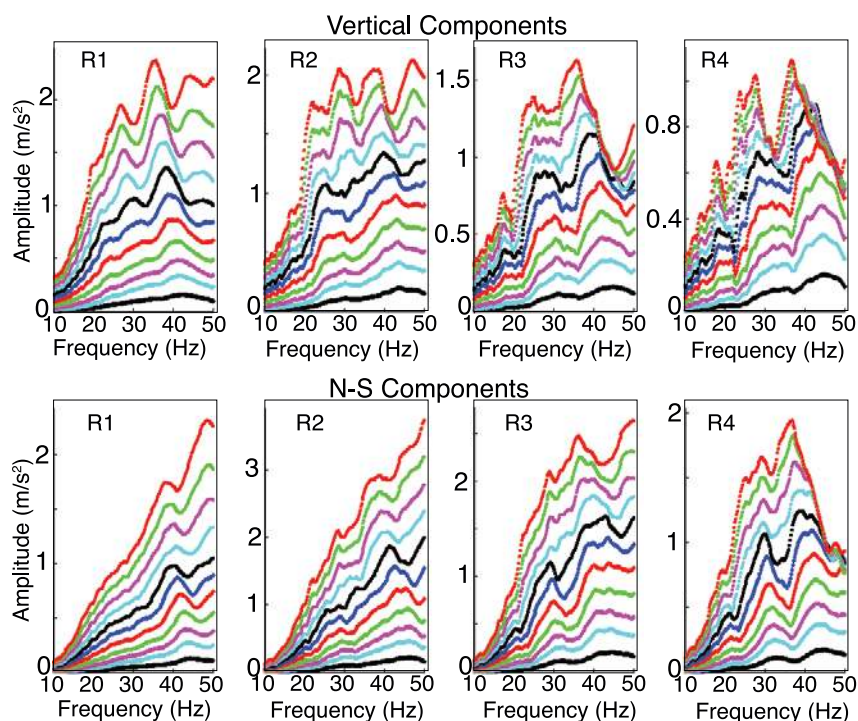 Vertical Components
R1 R2 R3 R4
Amplitude (m/s²)
2 1 0
2 1 0
1.5 1 0.5 0
0.8 0.4 0
10 20 30 40 50 10 20 30 40 50 10 20 30 40 50 10 20 30 40 50
Frequency (Hz) Frequency (Hz) Frequency (Hz) Frequency (Hz)
N-S Components
R1 R2 R3 R4
Amplitude (m/s²)
2 1 0
3 2 1 0
2 1 0
2 1 0
10 20 30 40 50 10 20 30 40 50 10 20 30 40 50 10 20 30 40 50
Frequency (Hz) Frequency (Hz) Frequency (Hz) Frequency (Hz)